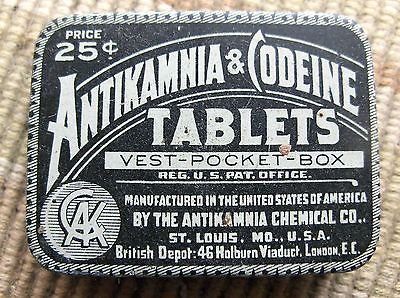 PRICE
25¢
ANTIKAMNIA & CODEINE
TABLETS
VEST-POCKET-BOX
REG. U.S. PAT. OFFICE.
MANUFACTURED IN THE UNITED STATES OF AMERICA
BY THE ANTIKAMNIA CHEMICAL CO.,
ST. LOUIS, MO., U.S.A.
British Depot: 46 Holburn Viaduct, London, E.C.